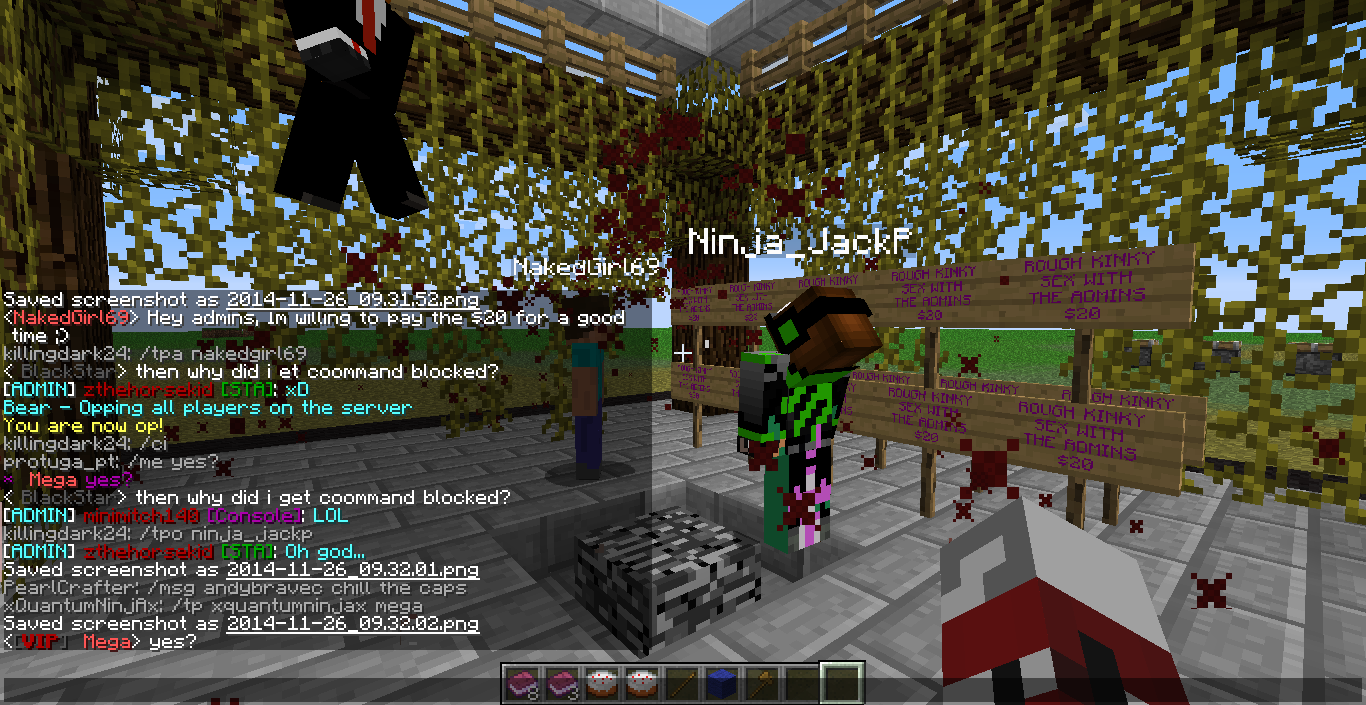 Ninja_JackP
NakedGirl69
ROUGH KINKY
SEX WITH
THE ADMINS
$20
ROUGH KINKY
SEX WITH
THE ADMINS
$20
ROUGH KINKY
ROUGH KINKY
ROUGH KINKY
SEX WITH
THE ADMINS
$20
ROUGH KINKY
SEX WITH
THE ADMINS
$20
Saved screenshot as 2014-11-26_09.31.52.png
<NakedGirl69> Hey admins, Im willing to pay the $20 for a good
time ;)
killingdark24: /tpa nakedgirl69
< BlackStar> then why did i et coommand blocked?
[ADMIN] zthehorsekid [STA]: xD
Bear - Opping all players on the server
You are now op!
killingdark24: /ci
protuga_pt: /me yes?
* Mega yes?
< BlackStar> then why did i get coommand blocked?
[ADMIN] minimitch140 [Console]: LOL
killingdark24: /tpo ninja_jackp
[ADMIN] zthehorsekid [STA]: Oh god...
Saved screenshot as 2014-11-26_09.32.01.png
PearlCrafter: /msg andybravec chill the caps
xQuantumNinjAx: /tp xquantumninjax mega
Saved screenshot as 2014-11-26_09.32.02.png
<[VIP] Mega> yes?
8
8